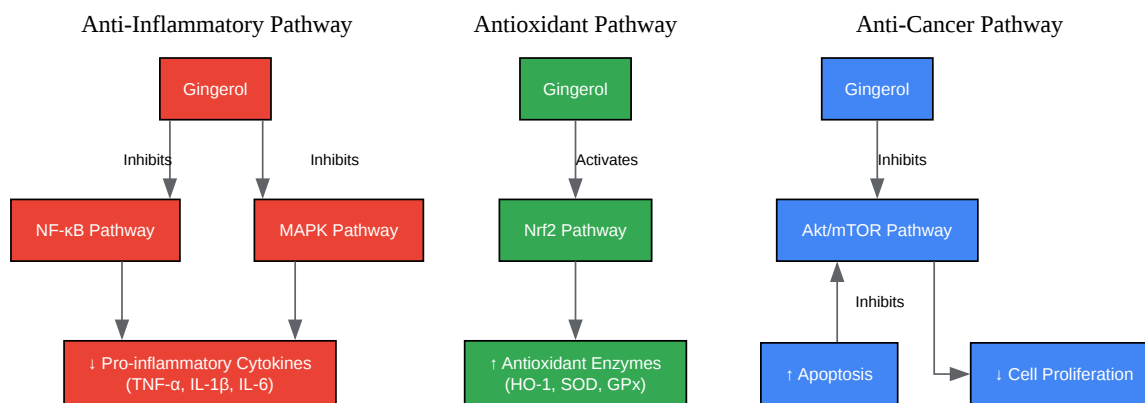 Anti-Inflammatory Pathway
Antioxidant Pathway
Anti-Cancer Pathway
Gingerol
Gingerol
Gingerol
Inhibits
Inhibits
Activates
Inhibits
NF-κB Pathway
MAPK Pathway
Nrf2 Pathway
Akt/mTOR Pathway
Inhibits
↓ Pro-inflammatory Cytokines
(TNF-α, IL-1β, IL-6)
↑ Antioxidant Enzymes
(HO-1, SOD, GPx)
↑ Apoptosis
↓ Cell Proliferation